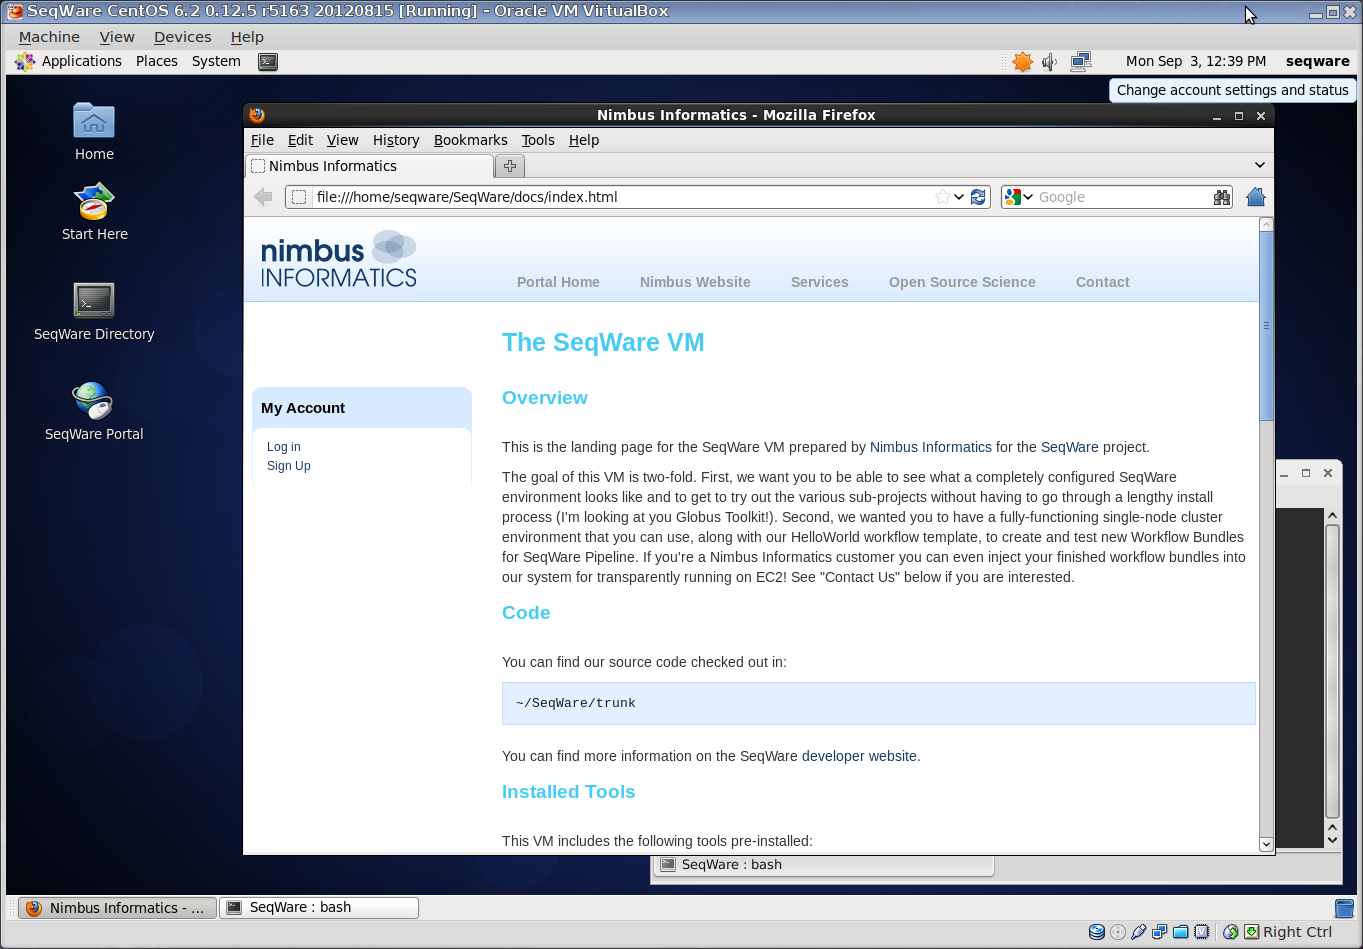 SeqWare CentOS 6.2 0.12.5 r5163 20120815 [Running] - Oracle VM VirtualBox
Machine View Devices Help
Applications Places System Mon Sep 3, 12:39 PM seqware
Change account settings and status
Home
Start Here
SeqWare Directory
SeqWare Portal
Nimbus Informatics - Mozilla Firefox
File Edit View History Bookmarks Tools Help
Nimbus Informatics
file:///home/seqware/SeqWare/docs/index.html Google
nimbus
INFORMATICS
Portal Home Nimbus Website Services Open Source Science Contact
My Account
Log in
Sign Up
The SeqWare VM
Overview
This is the landing page for the SeqWare VM prepared by Nimbus Informatics for the SeqWare project.
The goal of this VM is two-fold. First, we want you to be able to see what a completely configured SeqWare
environment looks like and to get to try out the various sub-projects without having to go through a lengthy install
process (I'm looking at you Globus Toolkit!). Second, we wanted you to have a fully-functioning single-node cluster
environment that you can use, along with our HelloWorld workflow template, to create and test new Workflow Bundles
for SeqWare Pipeline. If you're a Nimbus Informatics customer you can even inject your finished workflow bundles into
our system for transparently running on EC2! See "Contact Us" below if you are interested.
Code
You can find our source code checked out in:
~/SeqWare/trunk
You can find more information on the SeqWare developer website.
Installed Tools
This VM includes the following tools pre-installed:
SeqWare : bash
Nimbus Informatics - ... SeqWare : bash
Right Ctrl